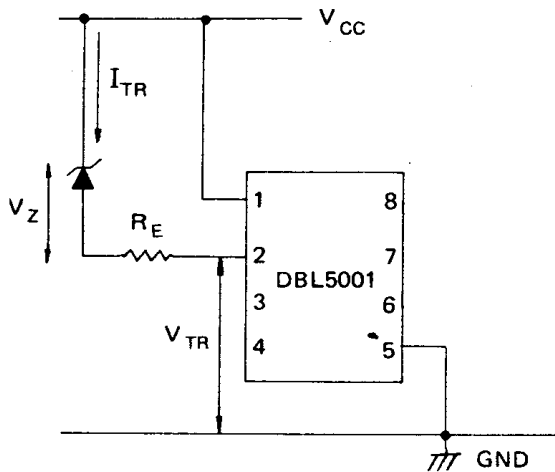 V_CC
I_TR
V_Z
R_E
1 8
2 7
DBL5001
3 6
4 5
V_TR
GND